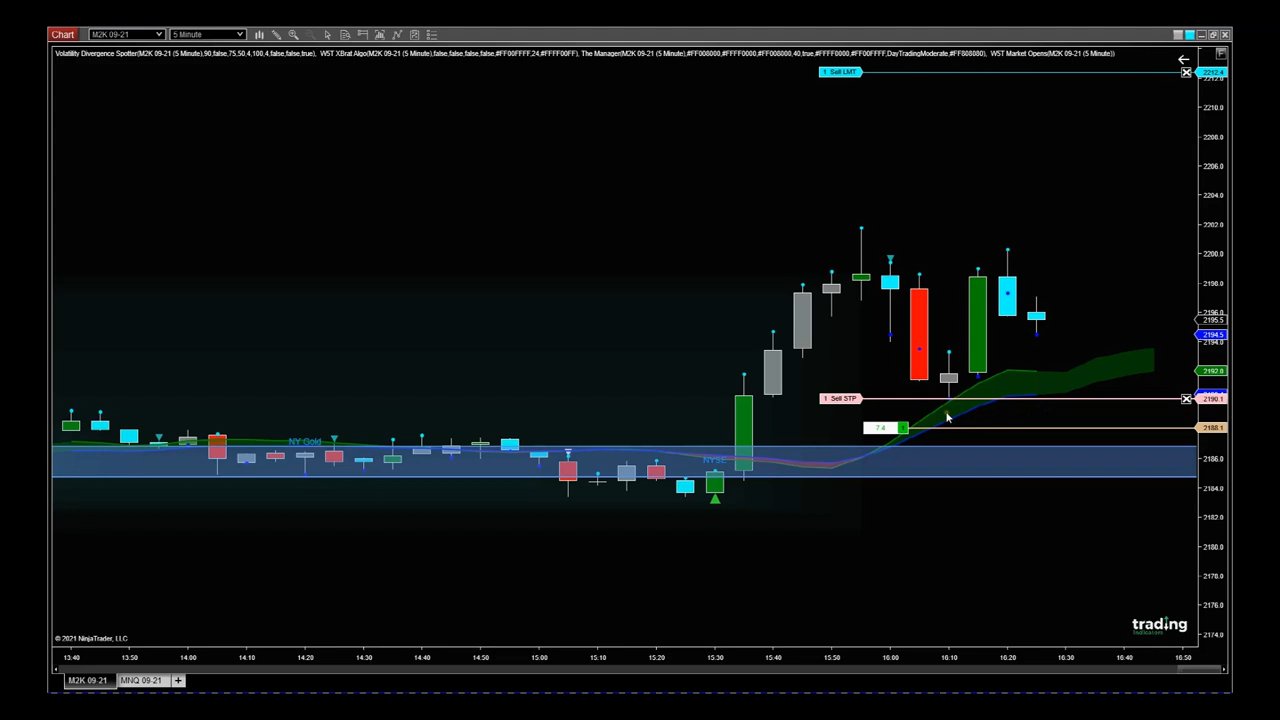 Chart M2K 09-21 5 Minute
Volatility Divergence Spotter(M2K 09-21 (5 Minute),90,false,75,50,4,100,4,false,false,true), WST XBrat Algo(M2K 09-21 (5 Minute),false,false,false,false,#FF00FFFF,24,#FFFF00FF), The Manager(M2K 09-21 (5 Minute),#FF008000,#FFFF0000,#FF008000,40,true,#FFFF0000,#FF00FFFF,DayTradingModerate,#FF808080), WST Market Opens(M2K 09-21 (5 Minute))
F
1 Sell LMT
2212.4
2212.0
2210.0
2208.0
2206.0
2204.0
2202.0
2200.0
2198.0
2196.0
2195.5
2194.5
2194.0
2192.0
1 Sell STP
2190.1
7.4 1
2188.1
NY Gold
NYSE
2186.0
2184.0
2182.0
2180.0
2178.0
2176.0
2174.0
trading
indicators
© 2021 NinjaTrader, LLC
13:40 13:50 14:00 14:10 14:20 14:30 14:40 14:50 15:00 15:10 15:20 15:30 15:40 15:50 16:00 16:10 16:20 16:30 16:40 16:50
M2K 09-21 MNQ 09-21 +